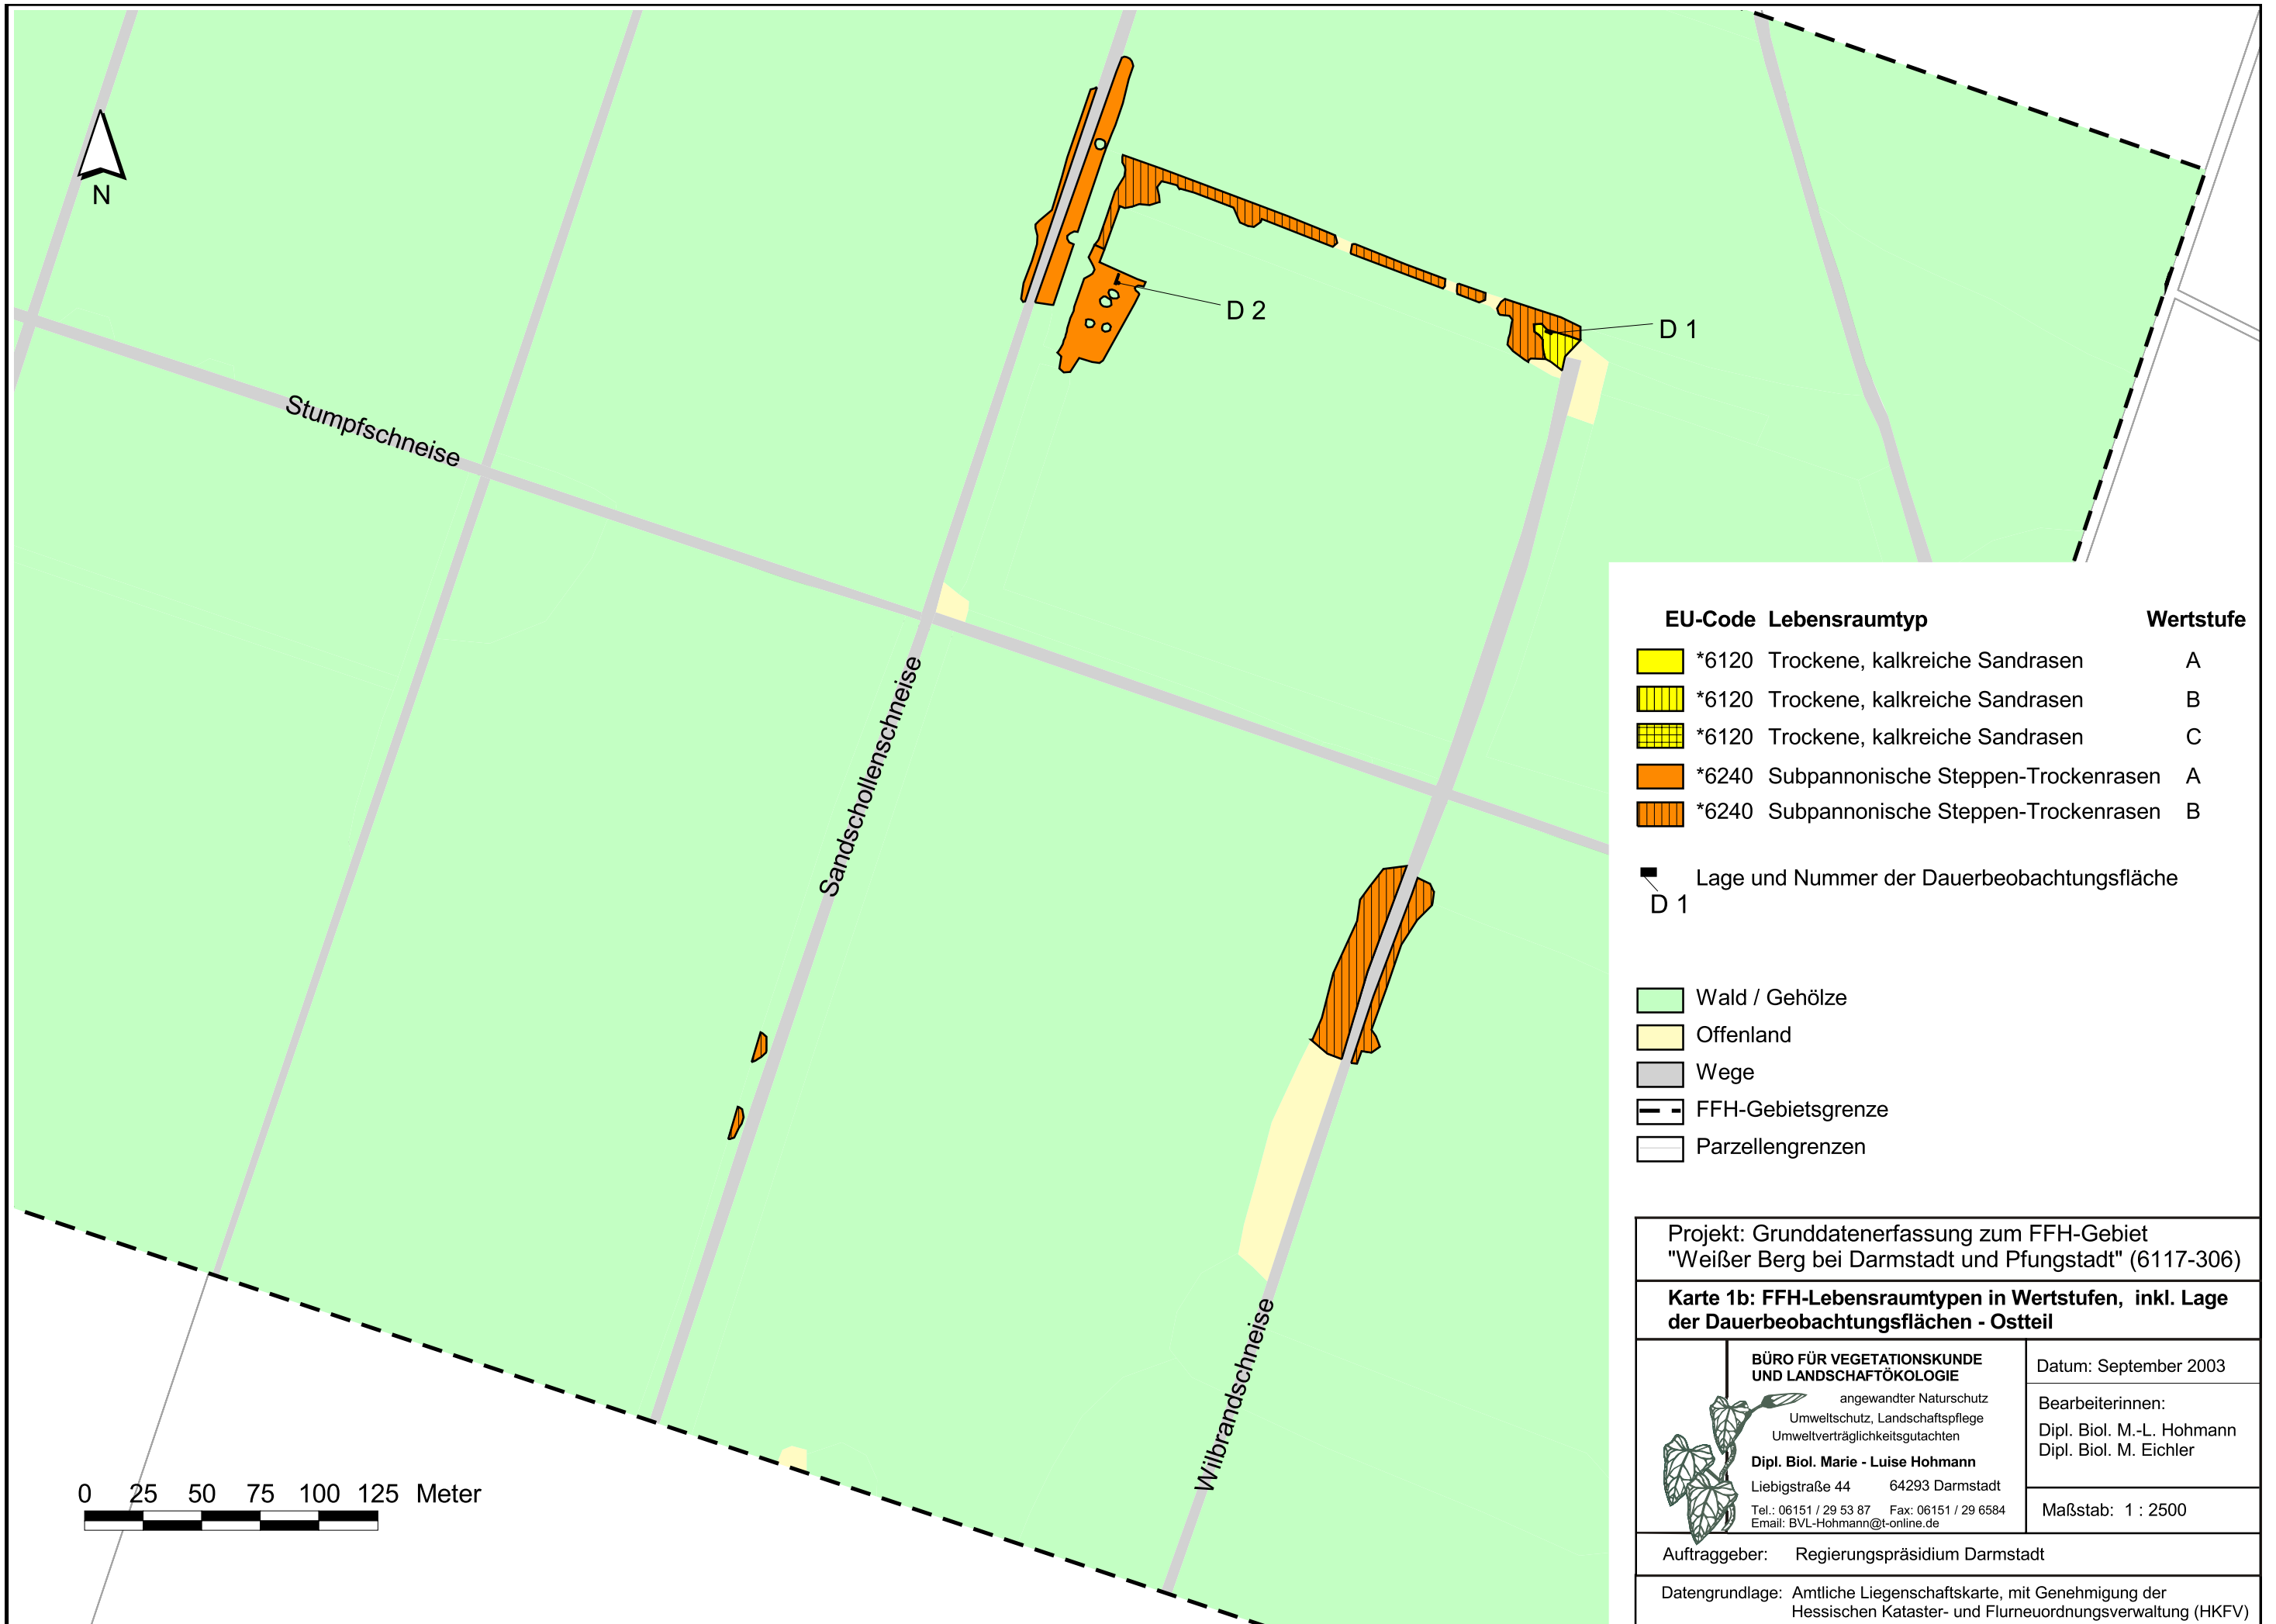 N
D 2
D 1
Stumpfschneise
Sandschollenschneise
Wilbrandschneise
0 25 50 75 100 125 Meter
EU-Code Lebensraumtyp Wertstufe
*6120 Trockene, kalkreiche Sandrasen A
*6120 Trockene, kalkreiche Sandrasen B
*6120 Trockene, kalkreiche Sandrasen C
*6240 Subpannonische Steppen-Trockenrasen A
*6240 Subpannonische Steppen-Trockenrasen B
Lage und Nummer der Dauerbeobachtungsfläche
D 1
Wald / Gehölze
Offenland
Wege
FFH-Gebietsgrenze
Parzellengrenzen
Projekt: Grunddatenerfassung zum FFH-Gebiet
"Weißer Berg bei Darmstadt und Pfungstadt" (6117-306)
Karte 1b: FFH-Lebensraumtypen in Wertstufen, inkl. Lage
der Dauerbeobachtungsflächen - Ostteil
BÜRO FÜR VEGETATIONSKUNDE
UND LANDSCHAFTÖKOLOGIE
angewandter Naturschutz
Umweltschutz, Landschaftspflege
Umweltverträglichkeitsgutachten
Dipl. Biol. Marie - Luise Hohmann
Liebigstraße 44 64293 Darmstadt
Tel.: 06151 / 29 53 87 Fax: 06151 / 29 6584
Email: BVL-Hohmann@t-online.de
Datum: September 2003
Bearbeiterinnen:
Dipl. Biol. M.-L. Hohmann
Dipl. Biol. M. Eichler
Maßstab: 1 : 2500
Auftraggeber: Regierungspräsidium Darmstadt
Datengrundlage: Amtliche Liegenschaftskarte, mit Genehmigung der
Hessischen Kataster- und Flurneuordnungsverwaltung (HKFV)